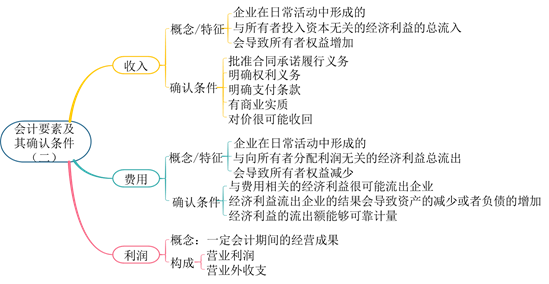 会计要素及
其确认条件
（二）
收入
概念/特征
企业在日常活动中形成的
与所有者投入资本无关的经济利益的总流入
会导致所有者权益增加
确认条件
批准合同承诺履行义务
明确权利义务
明确支付条款
有商业实质
对价很可能收回
费用
概念/特征
企业在日常活动中形成的
与向所有者分配利润无关的经济利益总流出
会导致所有者权益减少
确认条件
与费用相关的经济利益很可能流出企业
经济利益流出企业的结果会导致资产的减少或者负债的增加
经济利益的流出额能够可靠计量
利润
概念：一定会计期间的经营成果
构成
营业利润
营业外收支